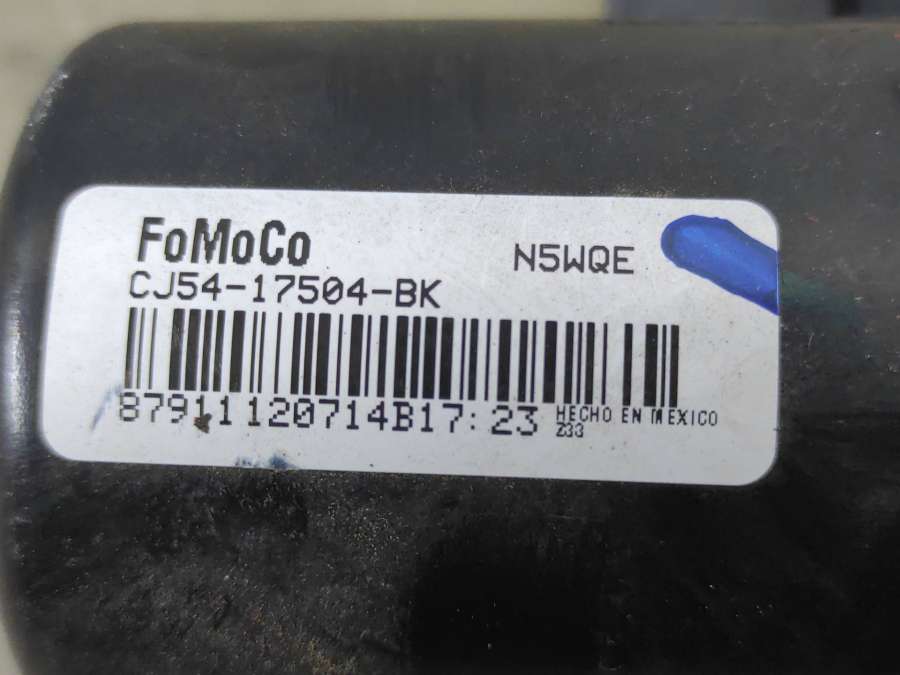 FoMoCo
N5WQE
CJ54-17504-BK
87911120714B17:23
HECHO EN MEXICO
Z33